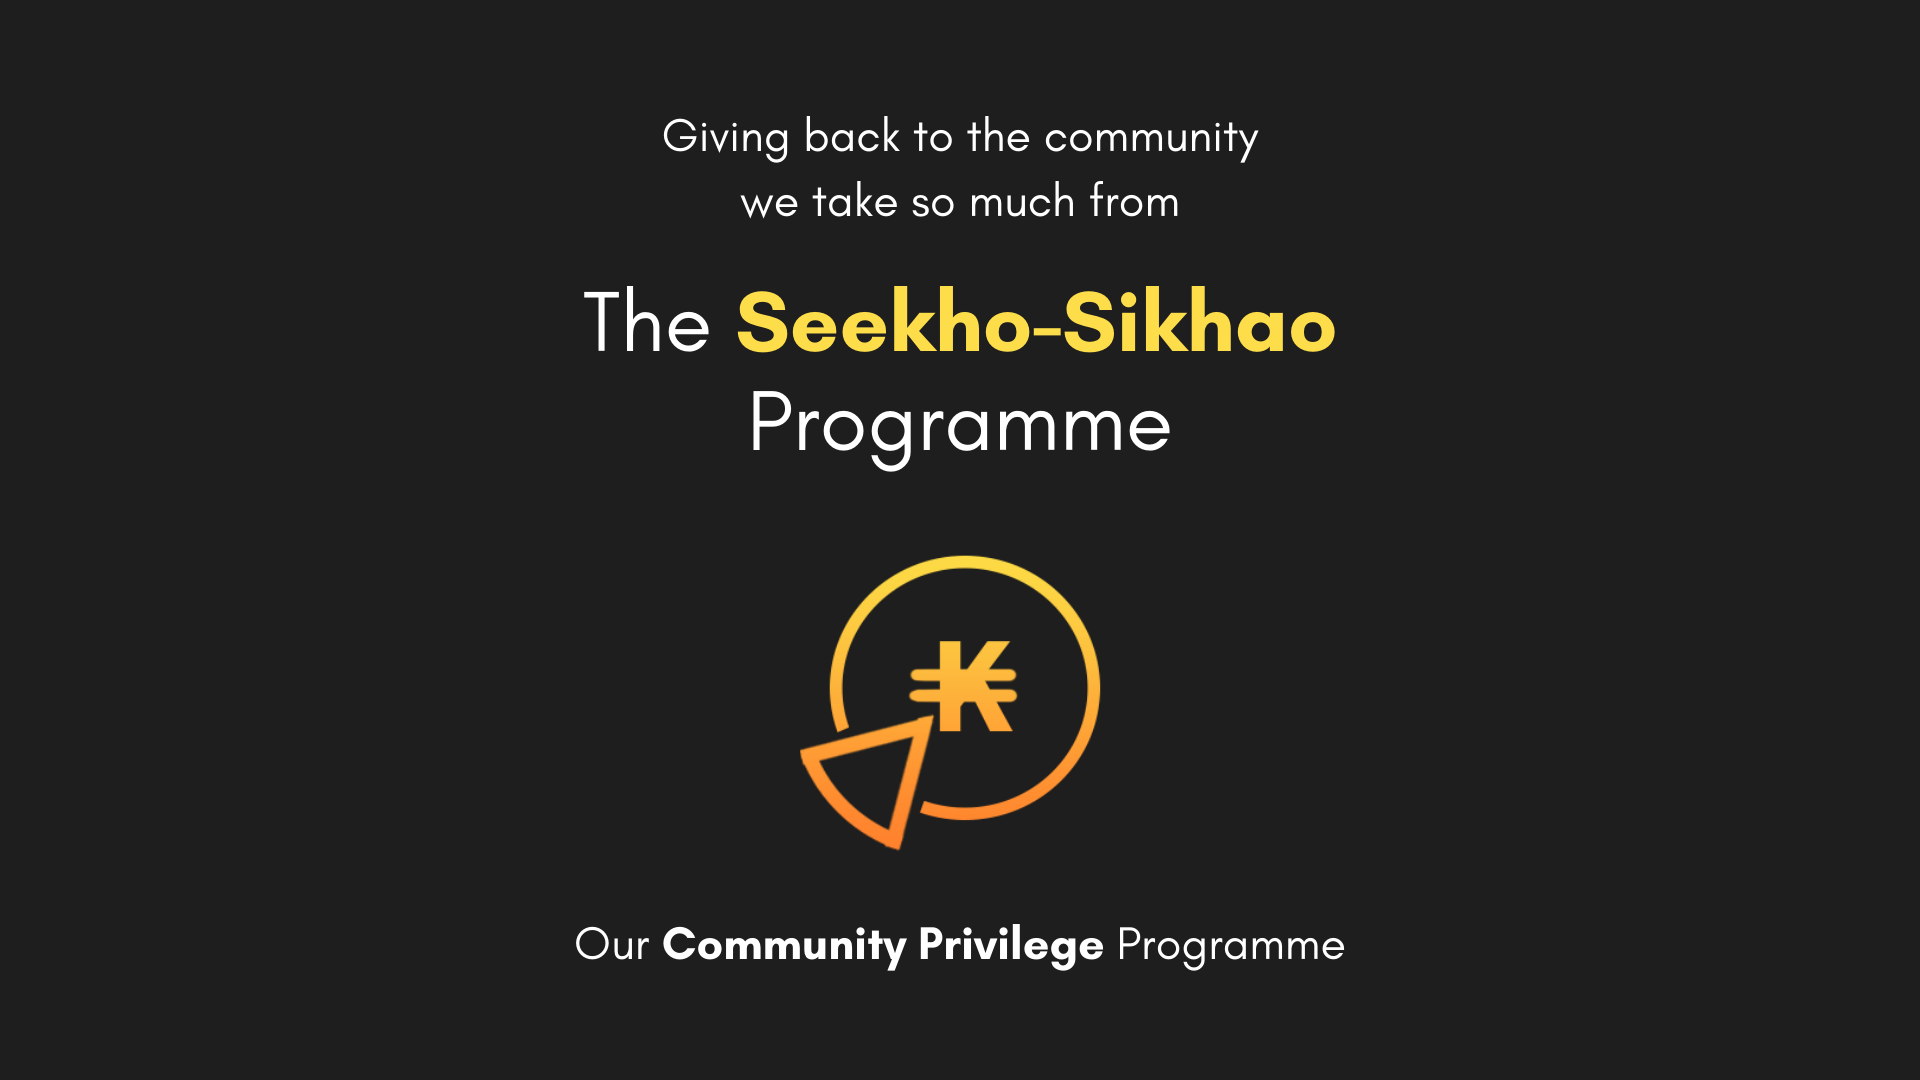 Giving back to the community
we take so much from
The Seekho-Sikhao
Programme
Our Community Privilege Programme